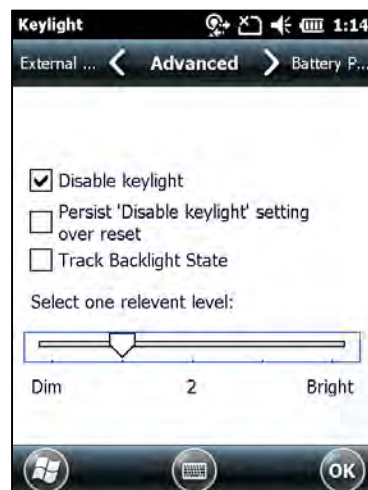 Keylight 1:14
External ... Advanced Battery P...
Disable keylight
Persist 'Disable keylight' setting
over reset
Track Backlight State
Select one relevent level:
Dim 2 Bright
OK